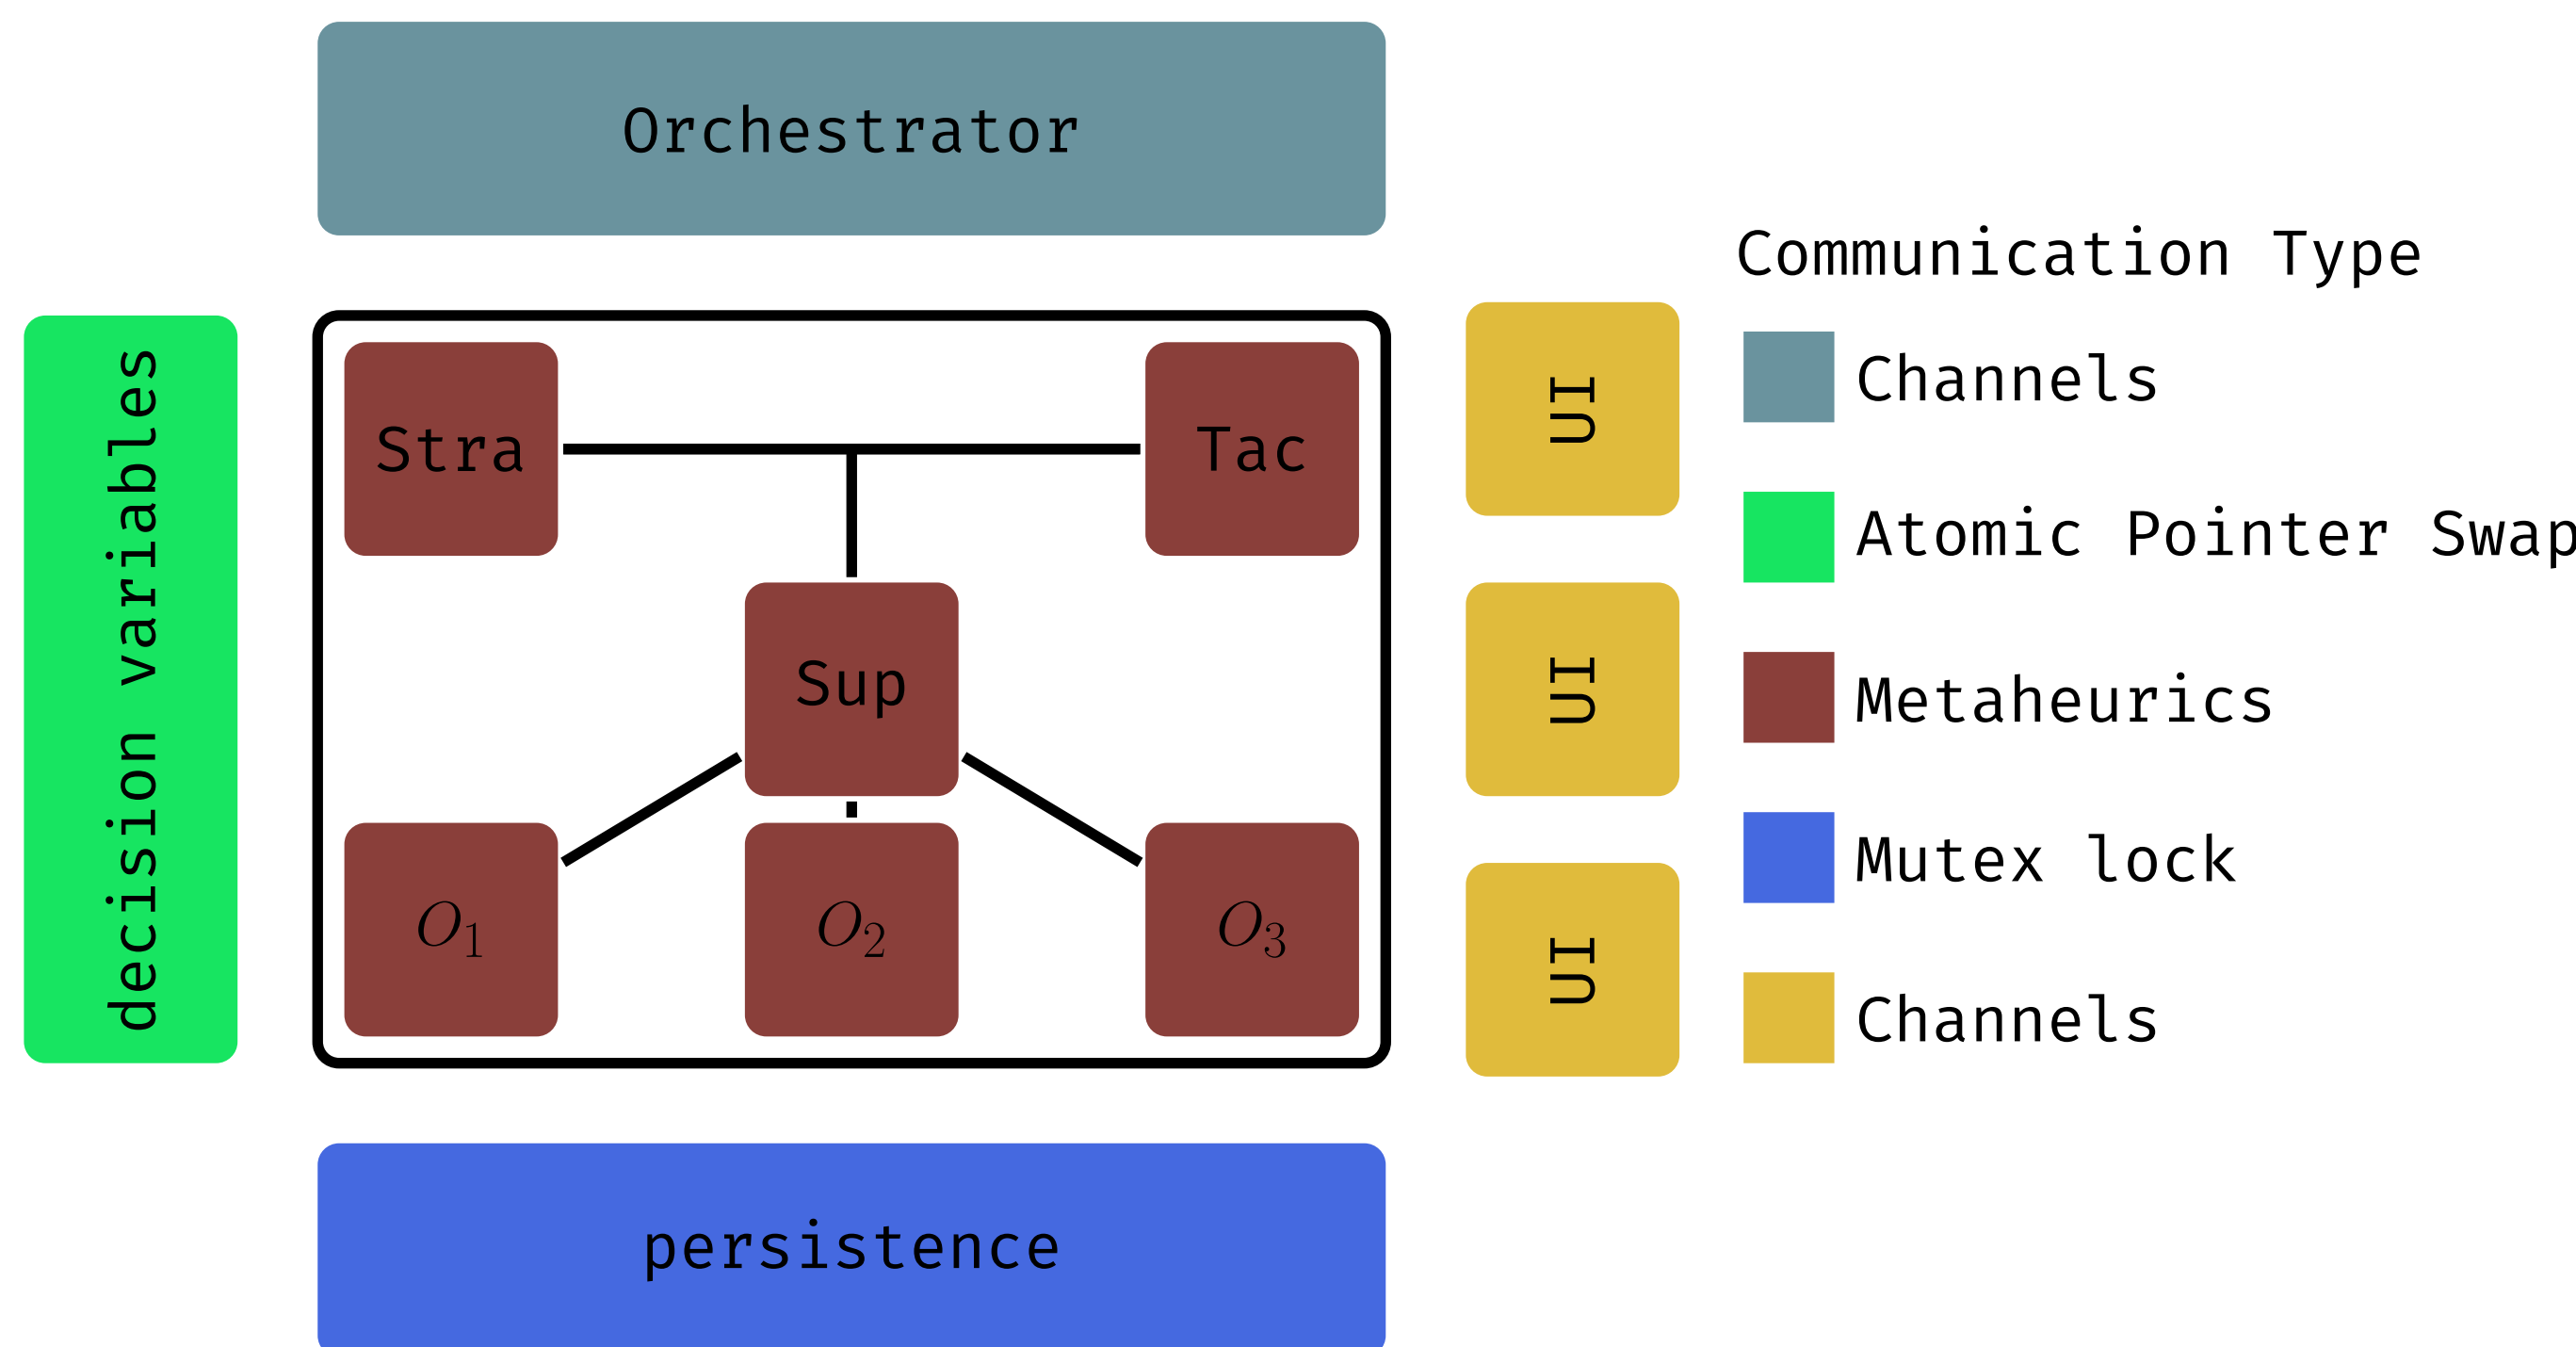 Orchestrator
Communication Type
decision variables
Stra
Tac
Sup
O₁
O₂
O₃
UI
UI
UI
Channels
Atomic Pointer Swap
Metaheurics
Mutex lock
Channels
persistence